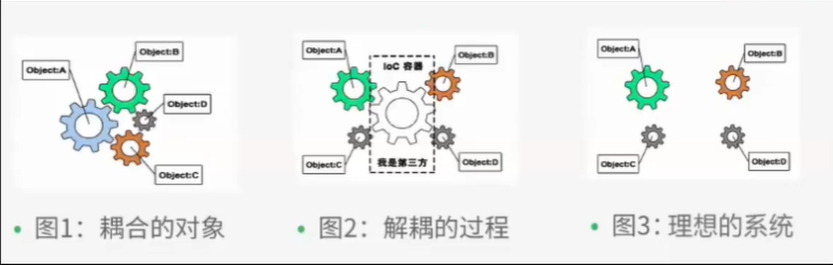 Object:B
Object:A
Object:D
Object:C
• 图1：耦合的对象
Object:A
Object:B
IoC 容器
Object:C
我是第三方
Object:D
• 图2：解耦的过程
Object:A
Object:B
Object:C
Object:D
• 图3：理想的系统